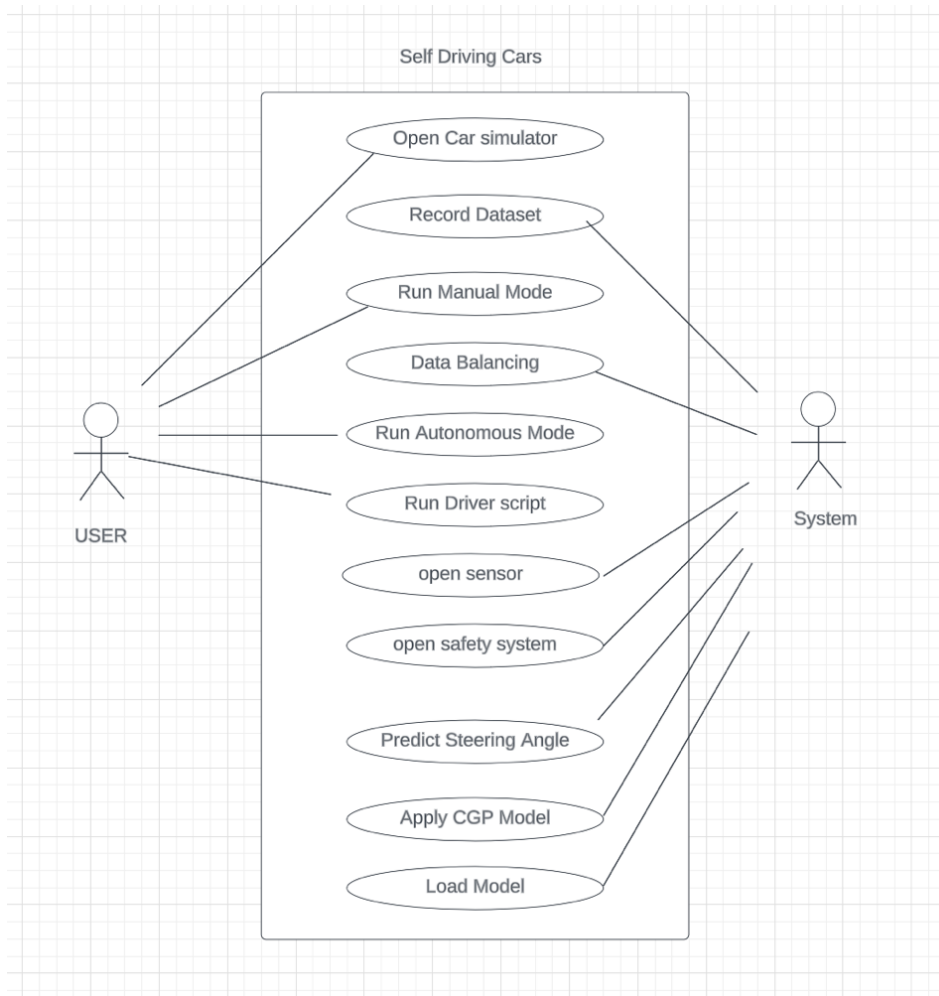 Self Driving Cars
Open Car simulator
Record Dataset
Run Manual Mode
Data Balancing
Run Autonomous Mode
Run Driver script
open sensor
open safety system
Predict Steering Angle
Apply CGP Model
Load Model
USER
System